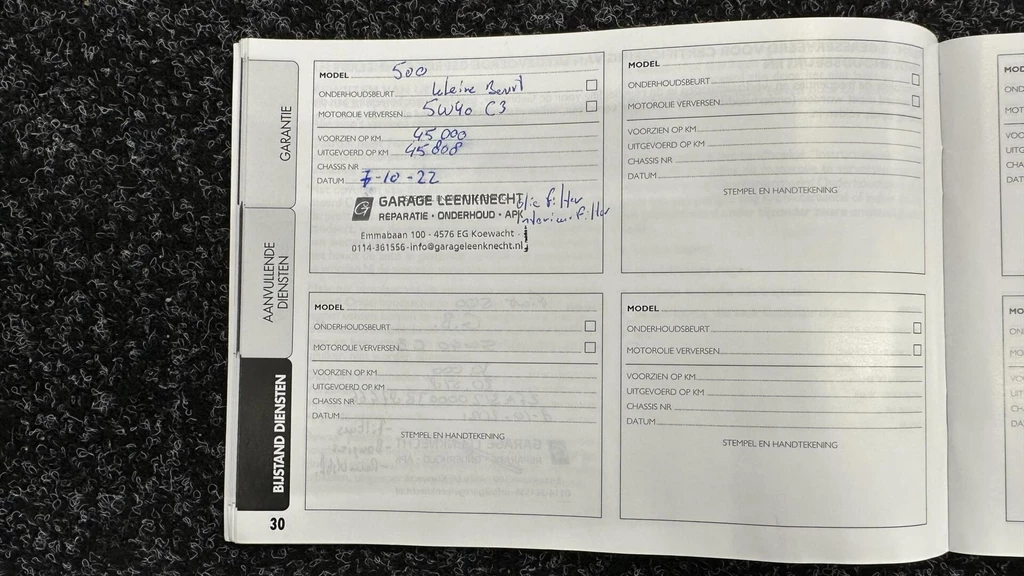 GARANTIE
AANVULLENDE
DIENSTEN
BIJSTAND DIENSTEN
MODEL 500
ONDERHOUDSBEURT kleine Beurt
MOTOROLIE VERVERSEN 5W40 C3
VOORZIEN OP KM 45000
UITGEVOERD OP KM 45808
CHASSIS NR
DATUM 7-10-22
GARAGE LEENKNECHT
REPARATIE • ONDERHOUD • APK
Emmabaan 100 - 4576 EG Koewacht
0114-361556-info@garageleenknecht.nl
olie filter
interieurfilter
MODEL
ONDERHOUDSBEURT
MOTOROLIE VERVERSEN
VOORZIEN OP KM
UITGEVOERD OP KM
CHASSIS NR
DATUM
STEMPEL EN HANDTEKENING
MODEL
ONDERHOUDSBEURT
MOTOROLIE VERVERSEN
VOORZIEN OP KM
UITGEVOERD OP KM
CHASSIS NR
DATUM
STEMPEL EN HANDTEKENING
MODEL
ONDERHOUDSBEURT
MOTOROLIE VERVERSEN
VOORZIEN OP KM
UITGEVOERD OP KM
CHASSIS NR
DATUM
STEMPEL EN HANDTEKENING
30